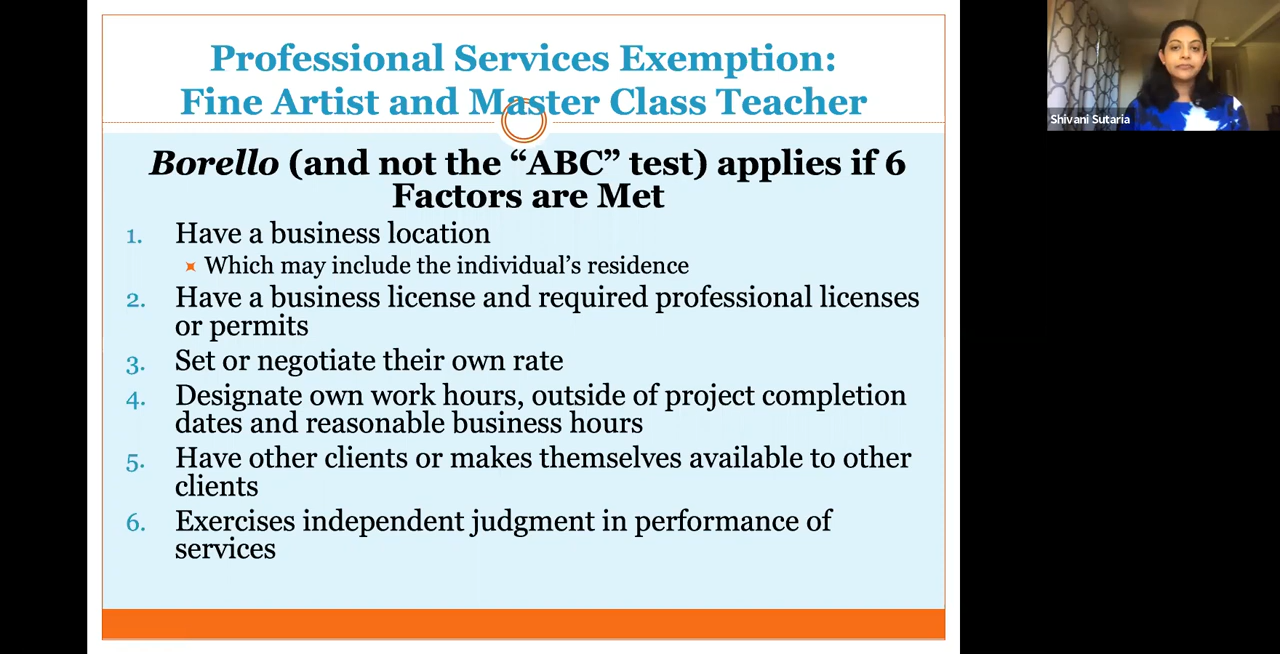 Professional Services Exemption:
Fine Artist and Master Class Teacher
Borello (and not the “ABC” test) applies if 6
Factors are Met
1. Have a business location
Which may include the individual’s residence
2. Have a business license and required professional licenses
or permits
3. Set or negotiate their own rate
4. Designate own work hours, outside of project completion
dates and reasonable business hours
5. Have other clients or makes themselves available to other
clients
6. Exercises independent judgment in performance of
services
Shivani Sutaria